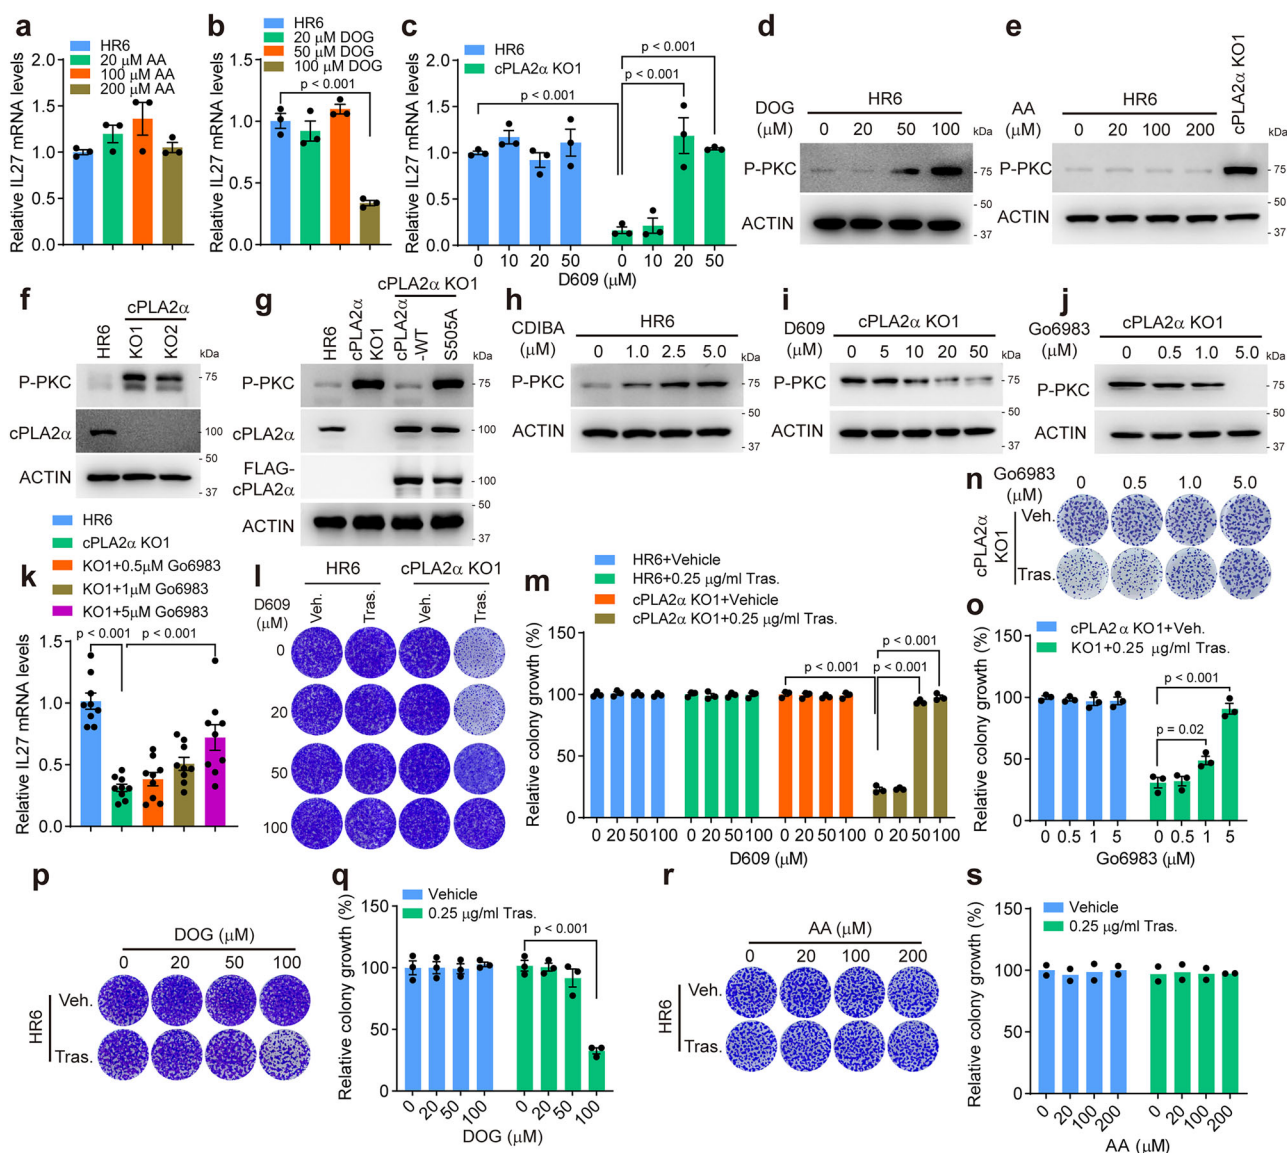 a
HR6
20 μM AA
100 μM AA
200 μM AA
Relative IL27 mRNA levels
2.0
1.5
1.0
0.5
0.0
b
HR6
20 μM DOG
50 μM DOG
100 μM DOG
p < 0.001
Relative IL27 mRNA levels
1.5
1.0
0.5
0.0
c
HR6
cPLA2α KO1
p < 0.001
p < 0.001
p < 0.001
Relative IL27 mRNA levels
2.0
1.5
1.0
0.5
0.0
0 10 20 50 0 10 20 50
D609 (μM)
d
HR6
DOG (μM)
0 20 50 100
kDa
P-PKC
75
50
ACTIN
37
e
HR6
cPLA2α KO1
AA (μM)
0 20 100 200
kDa
P-PKC
75
50
ACTIN
37
f
cPLA2α
HR6 KO1 KO2
kDa
P-PKC
75
cPLA2α
100
50
ACTIN
37
g
cPLA2α KO1
HR6
cPLA2α KO1
cPLA2α -WT
S505A
kDa
P-PKC
75
cPLA2α
100
FLAG-cPLA2α
100
50
ACTIN
37
h
HR6
CDIBA (μM)
0 1.0 2.5 5.0
kDa
P-PKC
75
50
ACTIN
37
i
cPLA2α KO1
D609 (μM)
0 5 10 20 50
kDa
P-PKC
75
50
ACTIN
37
j
cPLA2α KO1
Go6983 (μM)
0 0.5 1.0 5.0
kDa
P-PKC
75
50
ACTIN
37
k
HR6
cPLA2α KO1
KO1+0.5μM Go6983
KO1+1μM Go6983
KO1+5μM Go6983
p < 0.001
p < 0.001
Relative IL27 mRNA levels
1.5
1.0
0.5
0.0
l
HR6 cPLA2α KO1
D609 (μM)
Veh. Tras. Veh. Tras.
0
20
50
100
m
HR6+Vehicle
HR6+0.25 μg/ml Tras.
cPLA2α KO1+Vehicle
cPLA2α KO1+0.25 μg/ml Tras.
p < 0.001
p < 0.001
p < 0.001
Relative colony growth (%)
150
100
50
0
0 20 50 100 0 20 50 100 0 20 50 100 0 20 50 100
D609 (μM)
n
Go6983 (μM)
0 0.5 1.0 5.0
cPLA2α KO1
Veh.
Tras.
o
cPLA2α KO1+Veh.
KO1+0.25 μg/ml Tras.
p < 0.001
p = 0.02
Relative colony growth (%)
150
100
50
0
0 0.5 1 5 0 0.5 1 5
Go6983 (μM)
p
DOG (μM)
0 20 50 100
HR6
Veh.
Tras.
q
Vehicle
0.25 μg/ml Tras.
p < 0.001
Relative colony growth (%)
150
100
50
0
0 20 50 100 0 20 50 100
DOG (μM)
r
AA (μM)
0 20 100 200
HR6
Veh.
Tras.
s
Vehicle
0.25 μg/ml Tras.
Relative colony growth (%)
150
100
50
0
0 20 100 200 0 20 100 200
AA (μM)